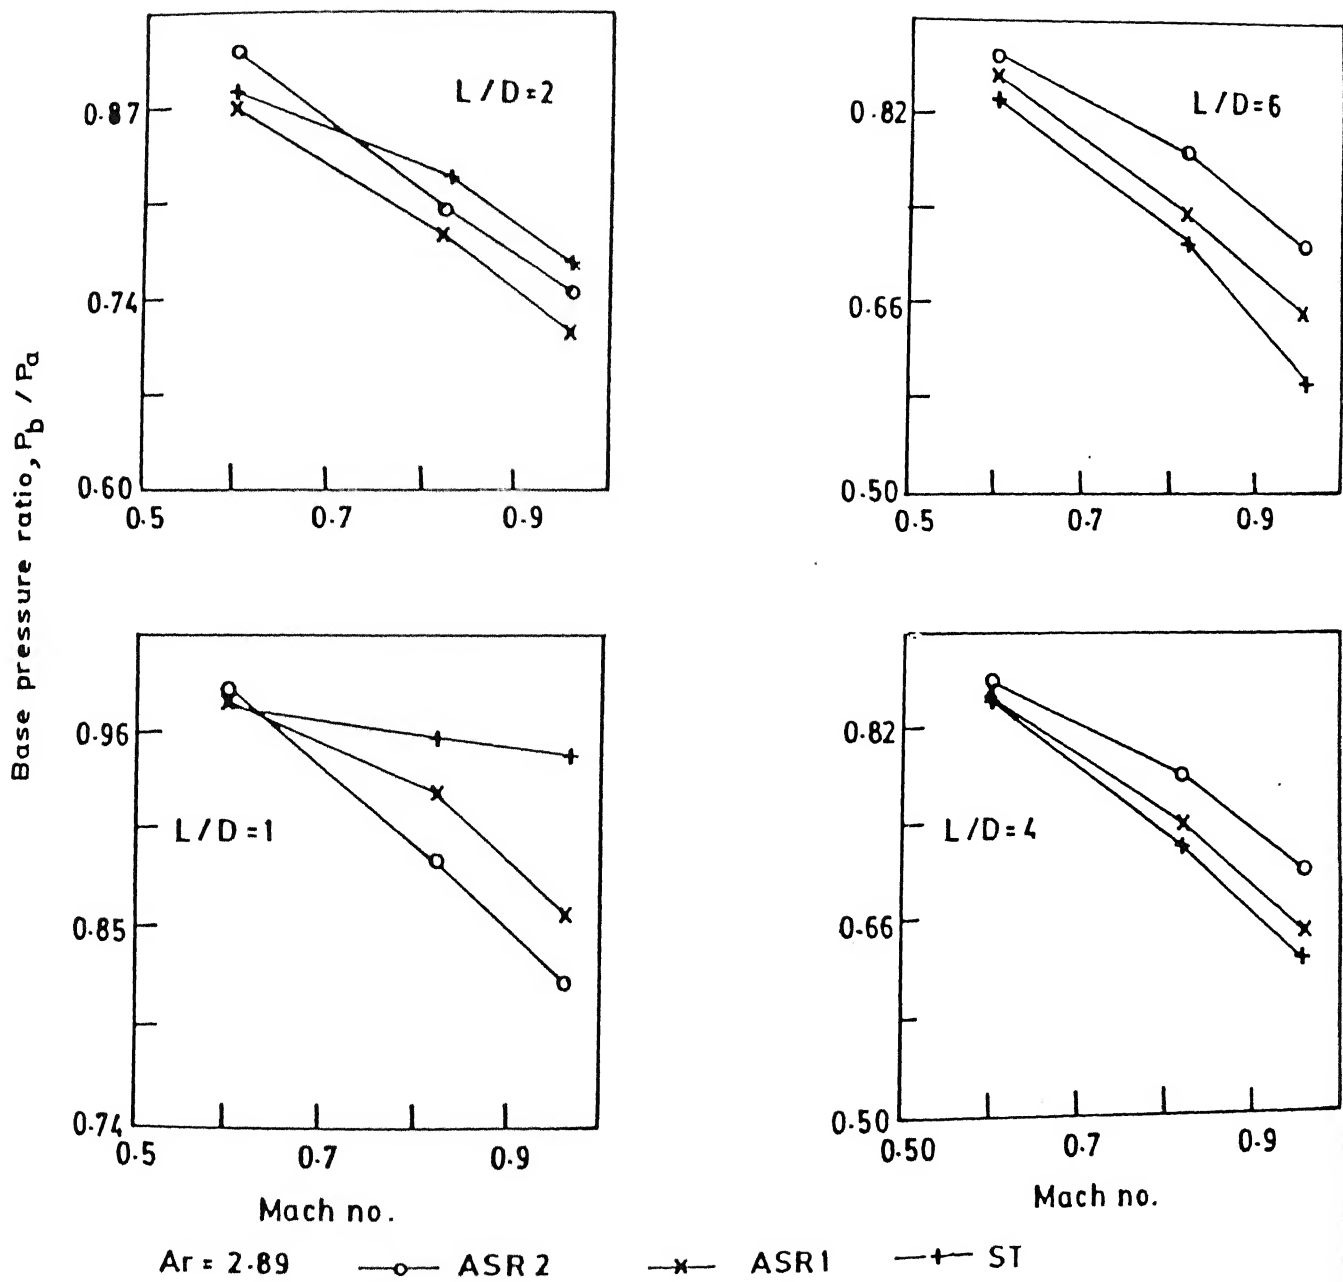 Base pressure ratio, Pb / Pa
L/D=2
0.87
0.74
0.60
0.5 0.7 0.9
L/D=6
0.82
0.66
0.50
0.5 0.7 0.9
L/D=1
0.96
0.85
0.74
0.5 0.7 0.9
Mach no.
L/D=4
0.82
0.66
0.50
0.50 0.7 0.9
Mach no.
Ar = 2.89 ASR 2 ASR1 ST